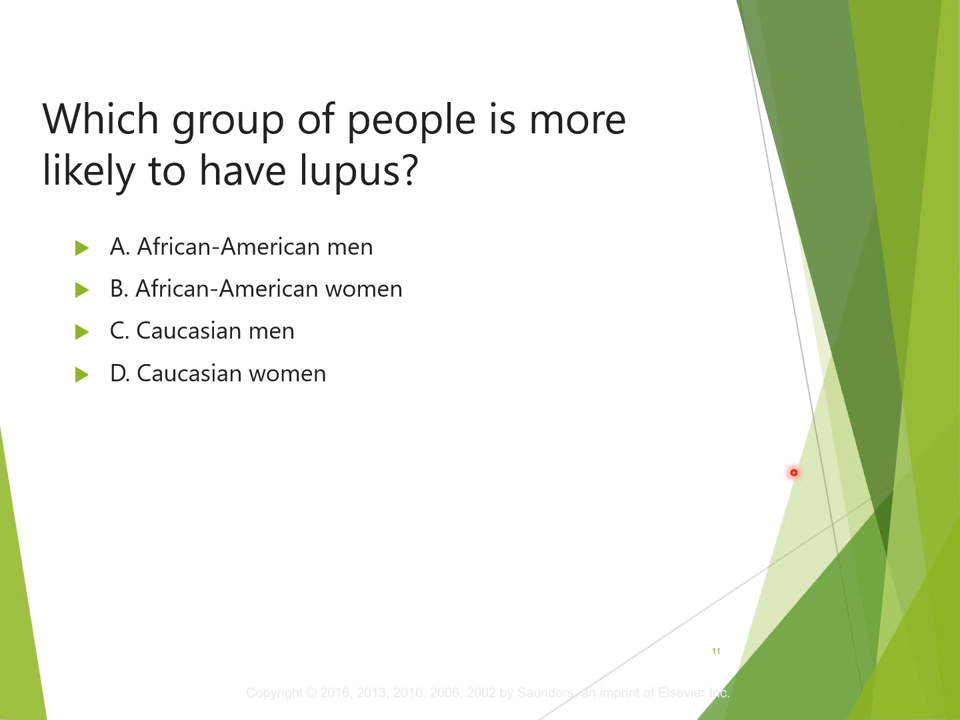 Which group of people is more
likely to have lupus?
A. African-American men
B. African-American women
C. Caucasian men
D. Caucasian women
11
Copyright © 2016, 2013, 2010, 2006, 2002 by Saunders, an imprint of Elsevier Inc.